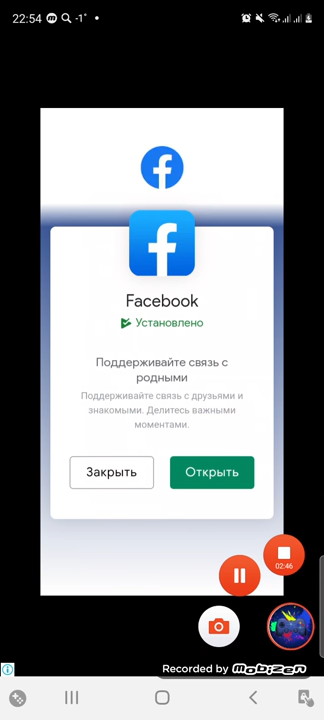 22:54
-1°
Facebook
Установлено
Поддерживайте связь с
родными
Поддерживайте связь с друзьями и
знакомыми. Делитесь важными
моментами.
Закрыть
Открыть
02:46
Recorded by mobizen